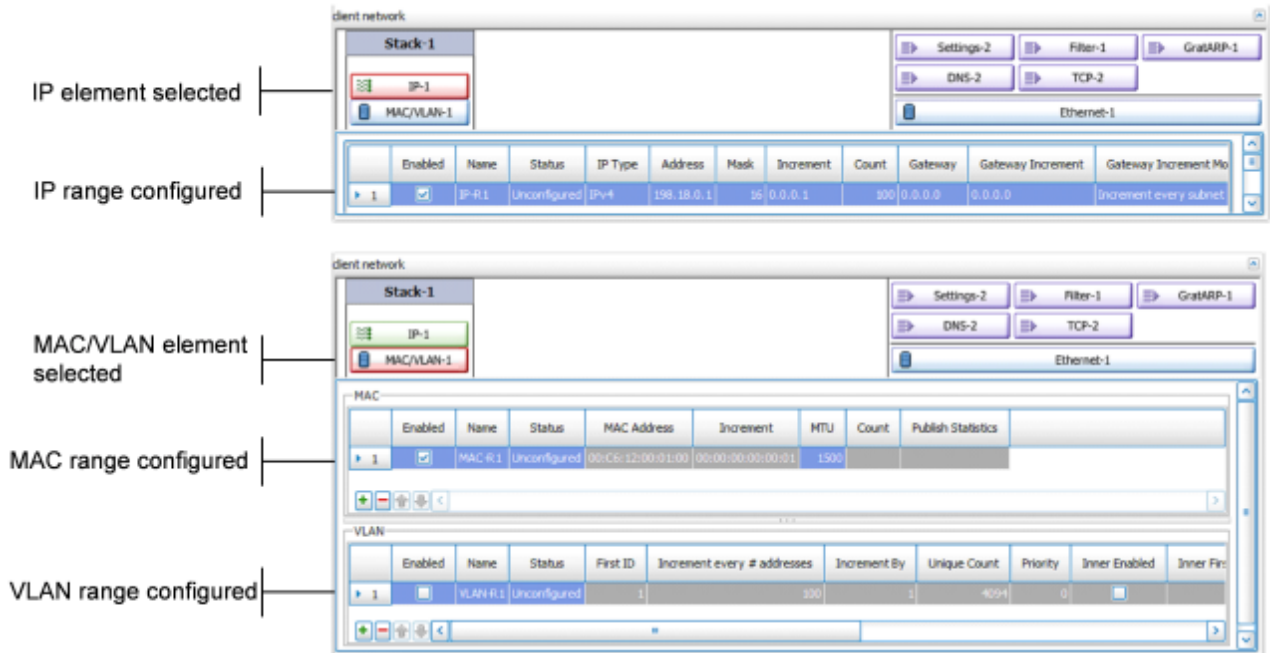 client network
Stack-1
Settings-2 Filter-1 GratARP-1
IP element selected
IP-1
DNS-2 TCP-2
MAC/VLAN-1
Ethernet-1
Enabled Name Status IP Type Address Mask Increment Count Gateway Gateway Increment Gateway Increment Mo
IP range configured
1 IP-R1 Unconfigured IPv4 198.18.0.1 16 0.0.0.1 100 0.0.0.0 0.0.0.0 Increment every subnet
client network
Stack-1
Settings-2 Filter-1 GratARP-1
IP-1
DNS-2 TCP-2
MAC/VLAN element
selected
MAC/VLAN-1
Ethernet-1
MAC
Enabled Name Status MAC Address Increment MTU Count Publish Statistics
MAC range configured
1 MAC-R1 Unconfigured 00:C6:12:00:01:00 00:00:00:00:00:01 1500
VLAN
Enabled Name Status First ID Increment every # addresses Increment By Unique Count Priority Inner Enabled Inner Firs
VLAN range configured
1 VLAN-R1 Unconfigured 1 100 1 4094 0